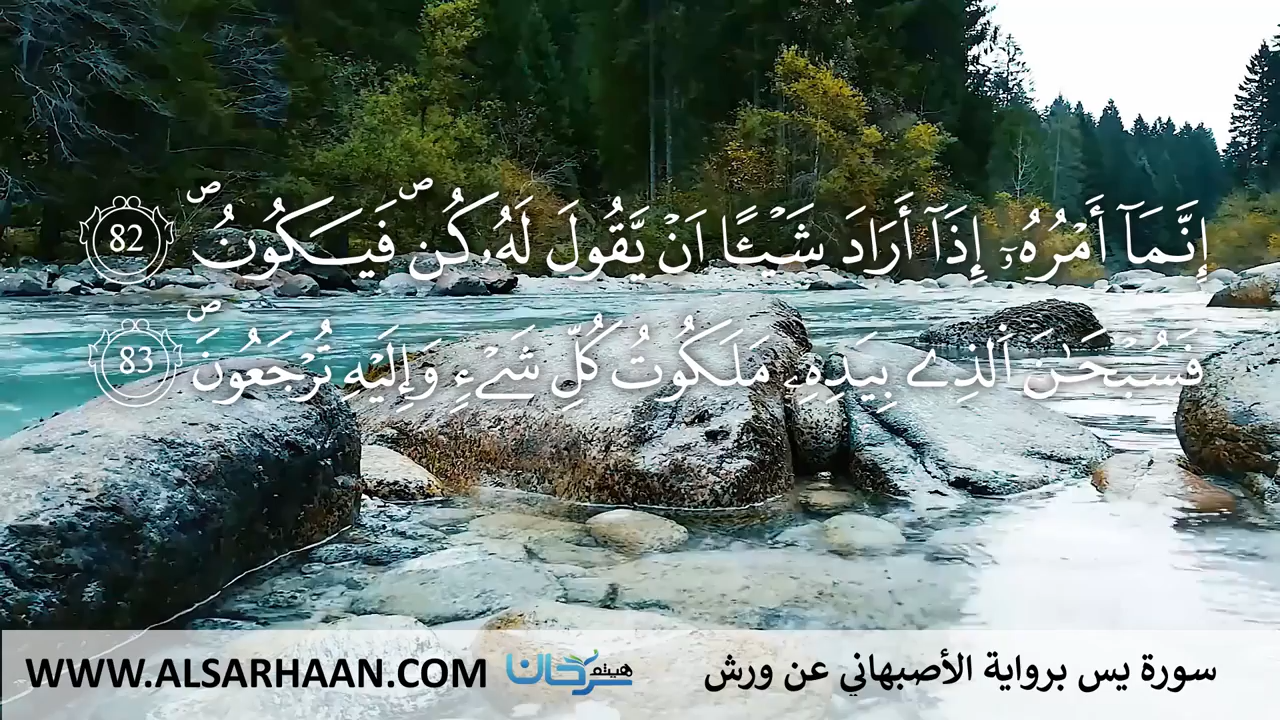 إِنَّمَآ أَمْرُهُۥٓ إِذَآ أَرَادَ شَيْـًٔا اَنْ يَّقُولَ لَهُۥ كُنۖ فَيَكُونُۖ 82
فَسُبْحَٰنَ اَلذِے بِيَدِهِۦ مَلَكُوتُ كُلِّ شَےْءٖ وَإِلَيْهِ تُرْجَعُونَۖ 83
سورة يس برواية الأصبهاني عن ورش
هيثم سرحان
WWW.ALSARHAAN.COM